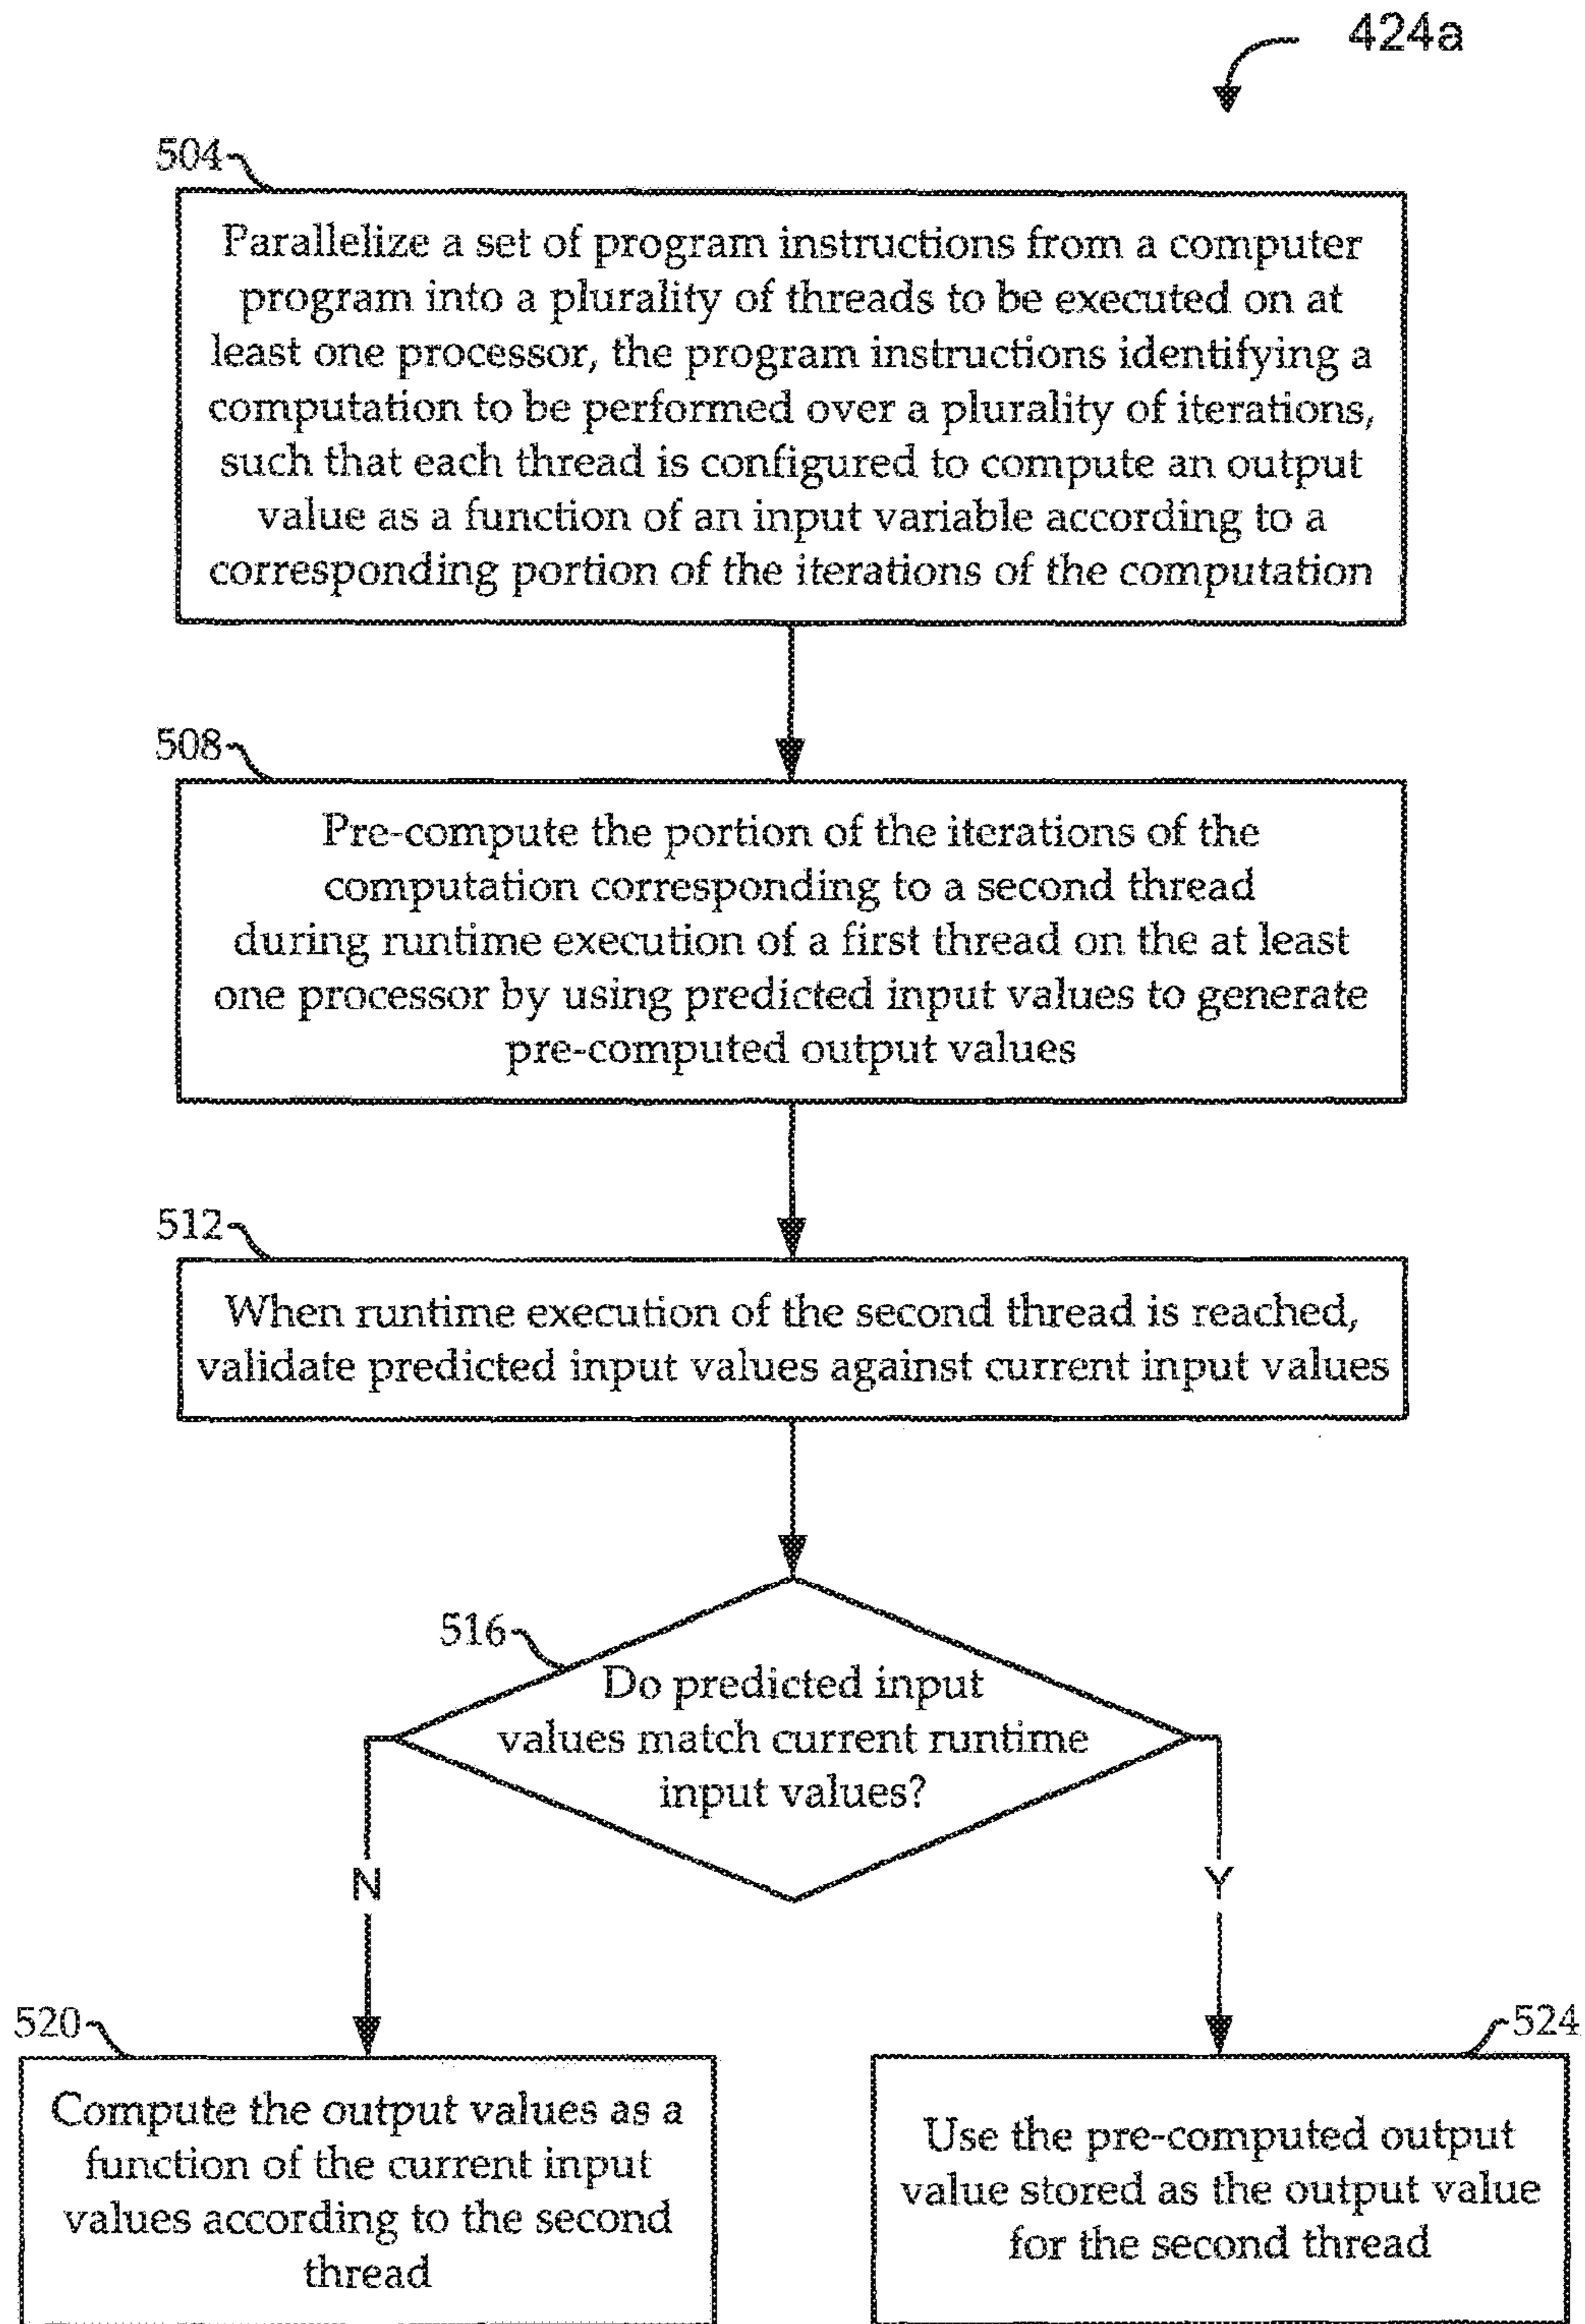 424a
504
Parallelize a set of program instructions from a computer
program into a plurality of threads to be executed on at
least one processor, the program instructions identifying a
computation to be performed over a plurality of iterations,
such that each thread is configured to compute an output
value as a function of an input variable according to a
corresponding portion of the iterations of the computation
508
Pre-compute the portion of the iterations of the
computation corresponding to a second thread
during runtime execution of a first thread on the at least
one processor by using predicted input values to generate
pre-computed output values
512
When runtime execution of the second thread is reached,
validate predicted input values against current input values
516
Do predicted input
values match current runtime
input values?
N
Y
520
Compute the output values as a
function of the current input
values according to the second
thread
524
Use the pre-computed output
value stored as the output value
for the second thread